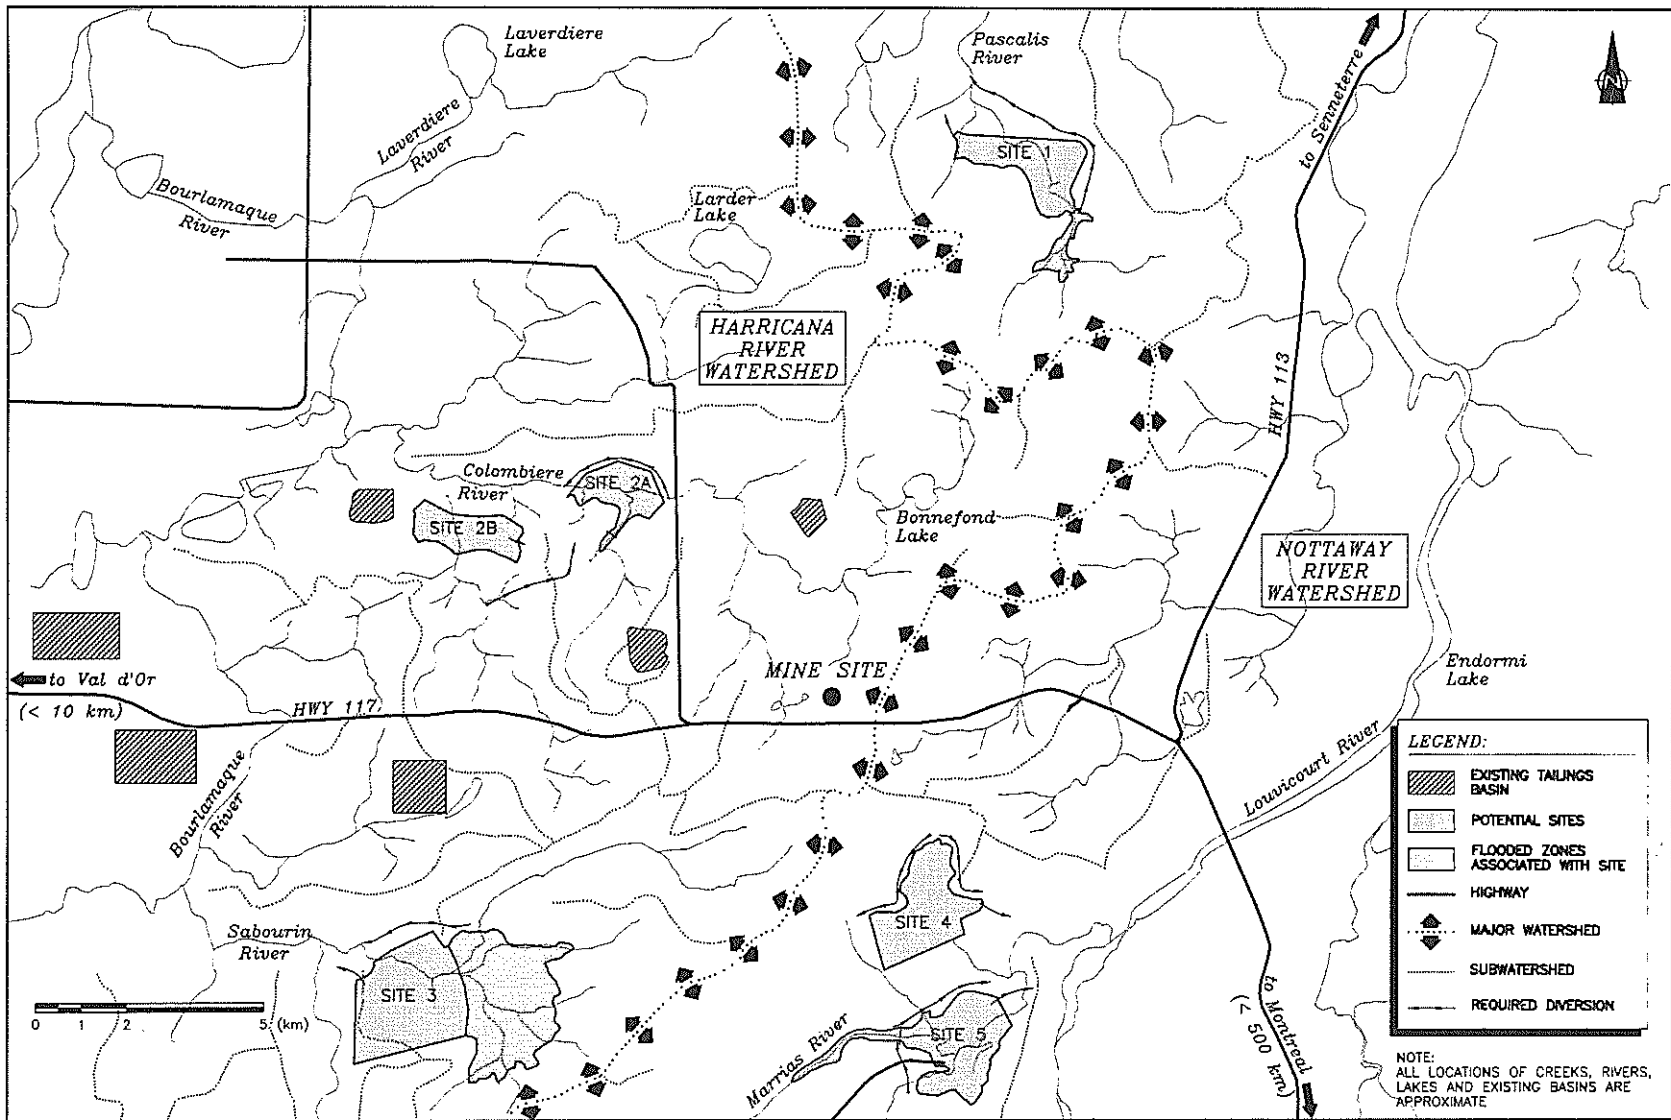 Laverdiere
Lake
Pascalis
River
N
to Senneterre
Laverdiere
River
SITE 1
Bourlamaque
River
Larder
Lake
HARRICANA
RIVER
WATERSHED
HWY 113
Colombiere
River
SITE 2A
SITE 2B
Bonnefond
Lake
NOTTAWAY
RIVER
WATERSHED
MINE SITE
Endormi
Lake
to Val d'Or
(< 10 km)
HWY 117
Bourlamaque
River
Louvicourt River
LEGEND:
EXISTING TAILINGS
BASIN
POTENTIAL SITES
FLOODED ZONES
ASSOCIATED WITH SITE
HIGHWAY
MAJOR WATERSHED
SUBWATERSHED
REQUIRED DIVERSION
Sabourin
River
SITE 4
SITE 3
SITE 5
Marrias River
to Montreal
(< 500 km)
0 1 2 5 (km)
NOTE:
ALL LOCATIONS OF CREEKS, RIVERS,
LAKES AND EXISTING BASINS ARE
APPROXIMATE